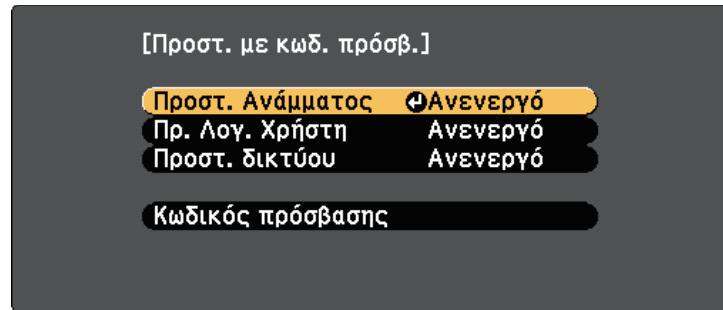 [Προστ. με κωδ. πρόσβ.]
Προστ. Ανάμματος Ανενεργό
Πρ. Λογ. Χρήστη Ανενεργό
Προστ. δικτύου Ανενεργό
Κωδικός πρόσβασης